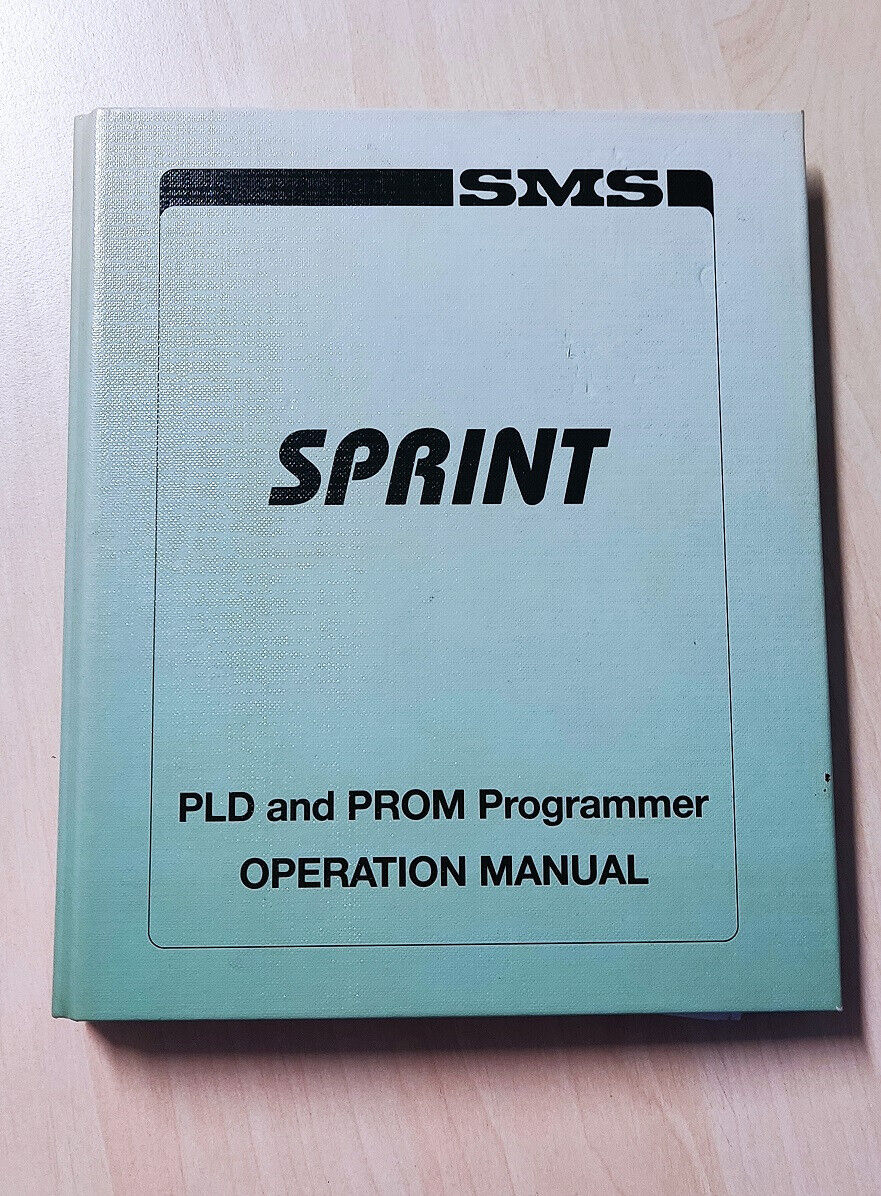 SMS
SPRINT
PLD and PROM Programmer
OPERATION MANUAL